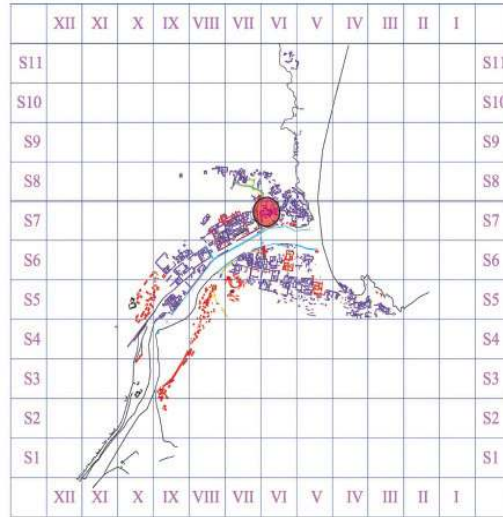 XII XI X IX VIII VII VI V IV III II I
S11 S11
S10 S10
S9 S9
S8 S8
S7 S7
S6 S6
S5 S5
S4 S4
S3 S3
S2 S2
S1 S1
XII XI X IX VIII VII VI V IV III II I